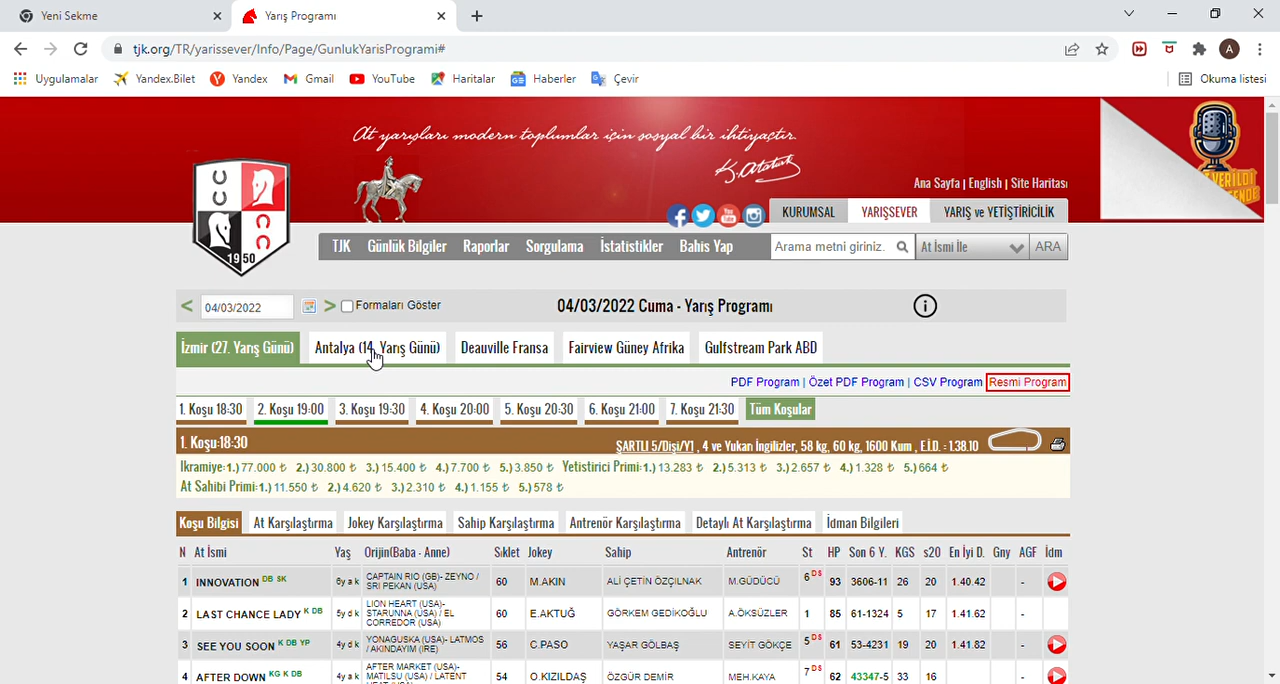 Yeni Sekme
Yarış Programı
tjk.org/TR/yarissever/Info/Page/GunlukYarisProgrami#
A
Uygulamalar Yandex.Bilet Yandex Gmail YouTube Haritalar Haberler Çevir Okuma listesi
At yarışları modern toplumlar için sosyal bir ihtiyaçtır.
K. Atatürk
1950
Ana Sayfa | English | Site Haritası
KURUMSAL YARIŞSEVER YARIŞ ve YETİŞTİRİCİLİK
TJK Günlük Bilgiler Raporlar Sorgulama İstatistikler Bahis Yap Arama metni giriniz. At İsmi İle ARA
< 04/03/2022 > Formaları Göster 04/03/2022 Cuma - Yarış Programı
İzmir (27. Yarış Günü) Antalya (14. Yarış Günü) Deauville Fransa Fairview Güney Afrika Gulfstream Park ABD
PDF Program | Özet PDF Program | CSV Program Resmi Program
1. Koşu 18:30 2. Koşu 19:00 3. Koşu 19:30 4. Koşu 20:00 5. Koşu 20:30 6. Koşu 21:00 7. Koşu 21:30 Tüm Koşular
1. Koşu:18:30 ŞARTLI 5/Dişi/Y1 , 4 ve Yukarı İngilizler, 58 kg, 60 kg, 1600 Kum , E.İ.D. : 1.38.10
Ikramiye:1.) 77.000 ₺ 2.) 30.800 ₺ 3.) 15.400 ₺ 4.) 7.700 ₺ 5.) 3.850 ₺ Yetistirici Primi:1.) 13.283 ₺ 2.) 5.313 ₺ 3.) 2.657 ₺ 4.) 1.328 ₺ 5.) 664 ₺
At Sahibi Primi:1.) 11.550 ₺ 2.) 4.620 ₺ 3.) 2.310 ₺ 4.) 1.155 ₺ 5.) 578 ₺
Koşu Bilgisi At Karşılaştırma Jokey Karşılaştırma Sahip Karşılaştırma Antrenör Karşılaştırma Detaylı At Karşılaştırma İdman Bilgileri
N At İsmi Yaş Orijin(Baba - Anne) Sıklet Jokey Sahip Antrenör St HP Son 6 Y. KGS s20 En İyi D. Gny AGF İdm
1 INNOVATION DB SK 6y a k CAPTAIN RIO (GB)- ZEYNO / SRI PEKAN (USA) 60 M.AKIN ALİ ÇETİN ÖZÇILNAK M.GÜDÜCÜ 6 DS 93 3606-11 26 20 1.40.42 -
2 LAST CHANCE LADY K DB 5y d k LION HEART (USA)- STARUNNA (USA) / EL CORREDOR (USA) 60 E.AKTUĞ GÖRKEM GEDİKOĞLU A.ÖKSÜZLER 1 85 61-1324 5 17 1.41.62 -
3 SEE YOU SOON K DB YP 4y d k YONAGUSKA (USA)- LATMOS / AKINDAYIM (IRE) 56 C.PASO YAŞAR GÖLBAŞ SEYİT GÖKÇE 5 DS 61 53-4231 19 20 1.41.82 -
4 AFTER DOWN KG K DB 4y a k AFTER MARKET (USA)- MATILSU (USA) / LATENT 54 O.KIZILDAŞ ÖZGÜR DEMİR MEH.KAYA 7 DS 62 43347-5 33 16 -